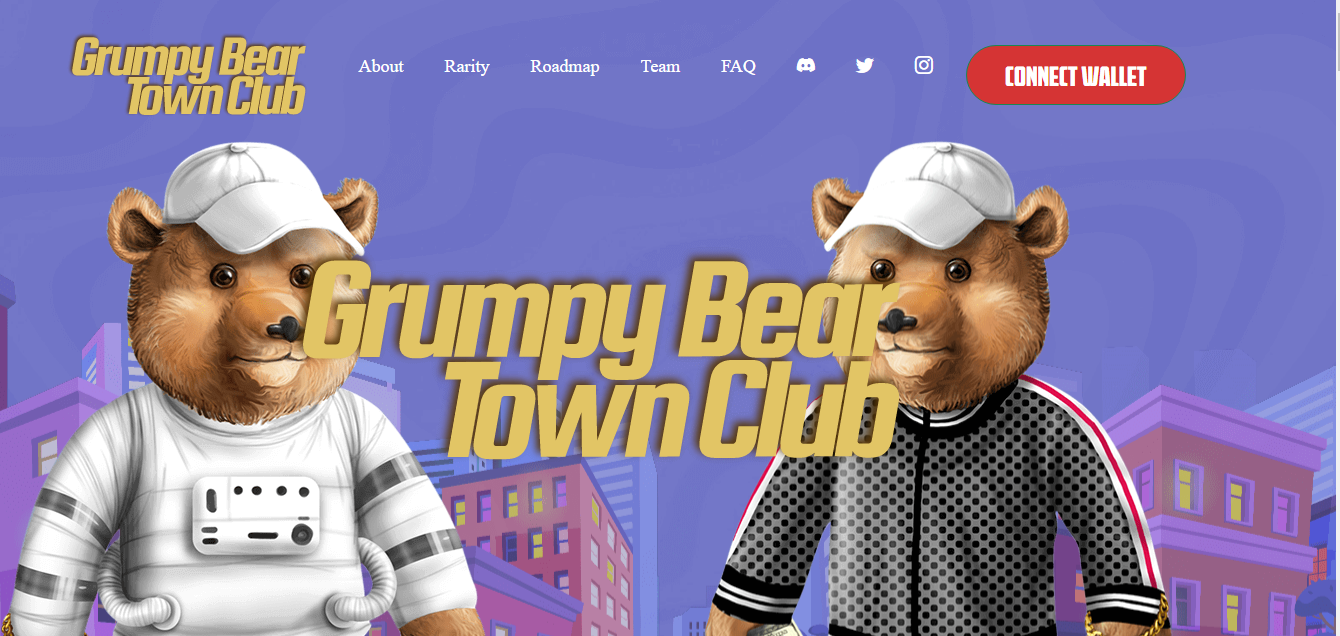 Grumpy Bear
Town Club
About Rarity Roadmap Team FAQ
CONNECT WALLET
Grumpy Bear
Town Club